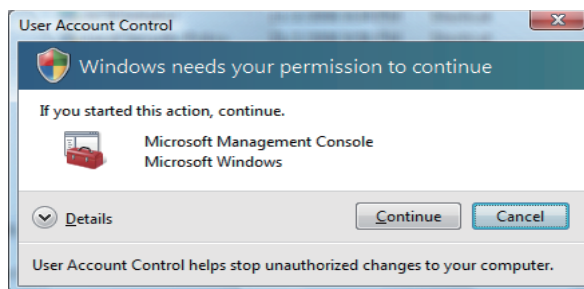 User Account Control
Windows needs your permission to continue
If you started this action, continue.
Microsoft Management Console
Microsoft Windows
Details
Continue
Cancel
User Account Control helps stop unauthorized changes to your computer.